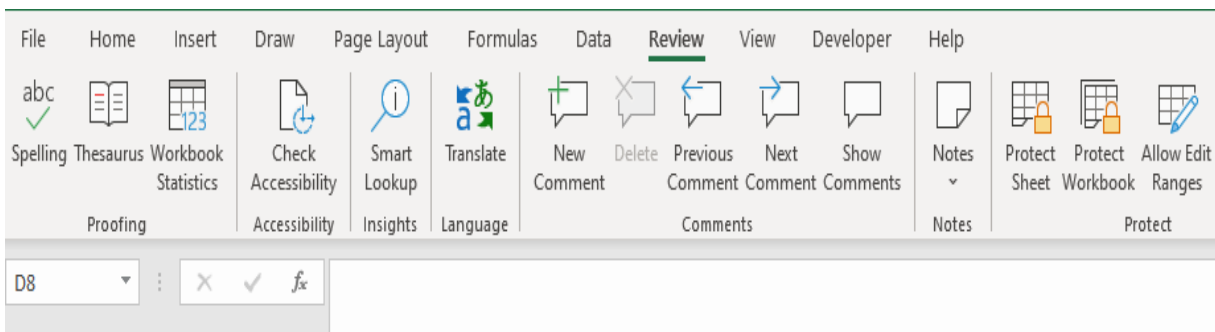 File Home Insert Draw Page Layout Formulas Data Review View Developer Help
abc
123
あ
a
Spelling Thesaurus Workbook Statistics Check Accessibility Smart Lookup Translate New Comment Delete Previous Comment Next Comment Show Comments Notes Protect Sheet Protect Workbook Allow Edit Ranges
Proofing Accessibility Insights Language Comments Notes Protect
D8 fx